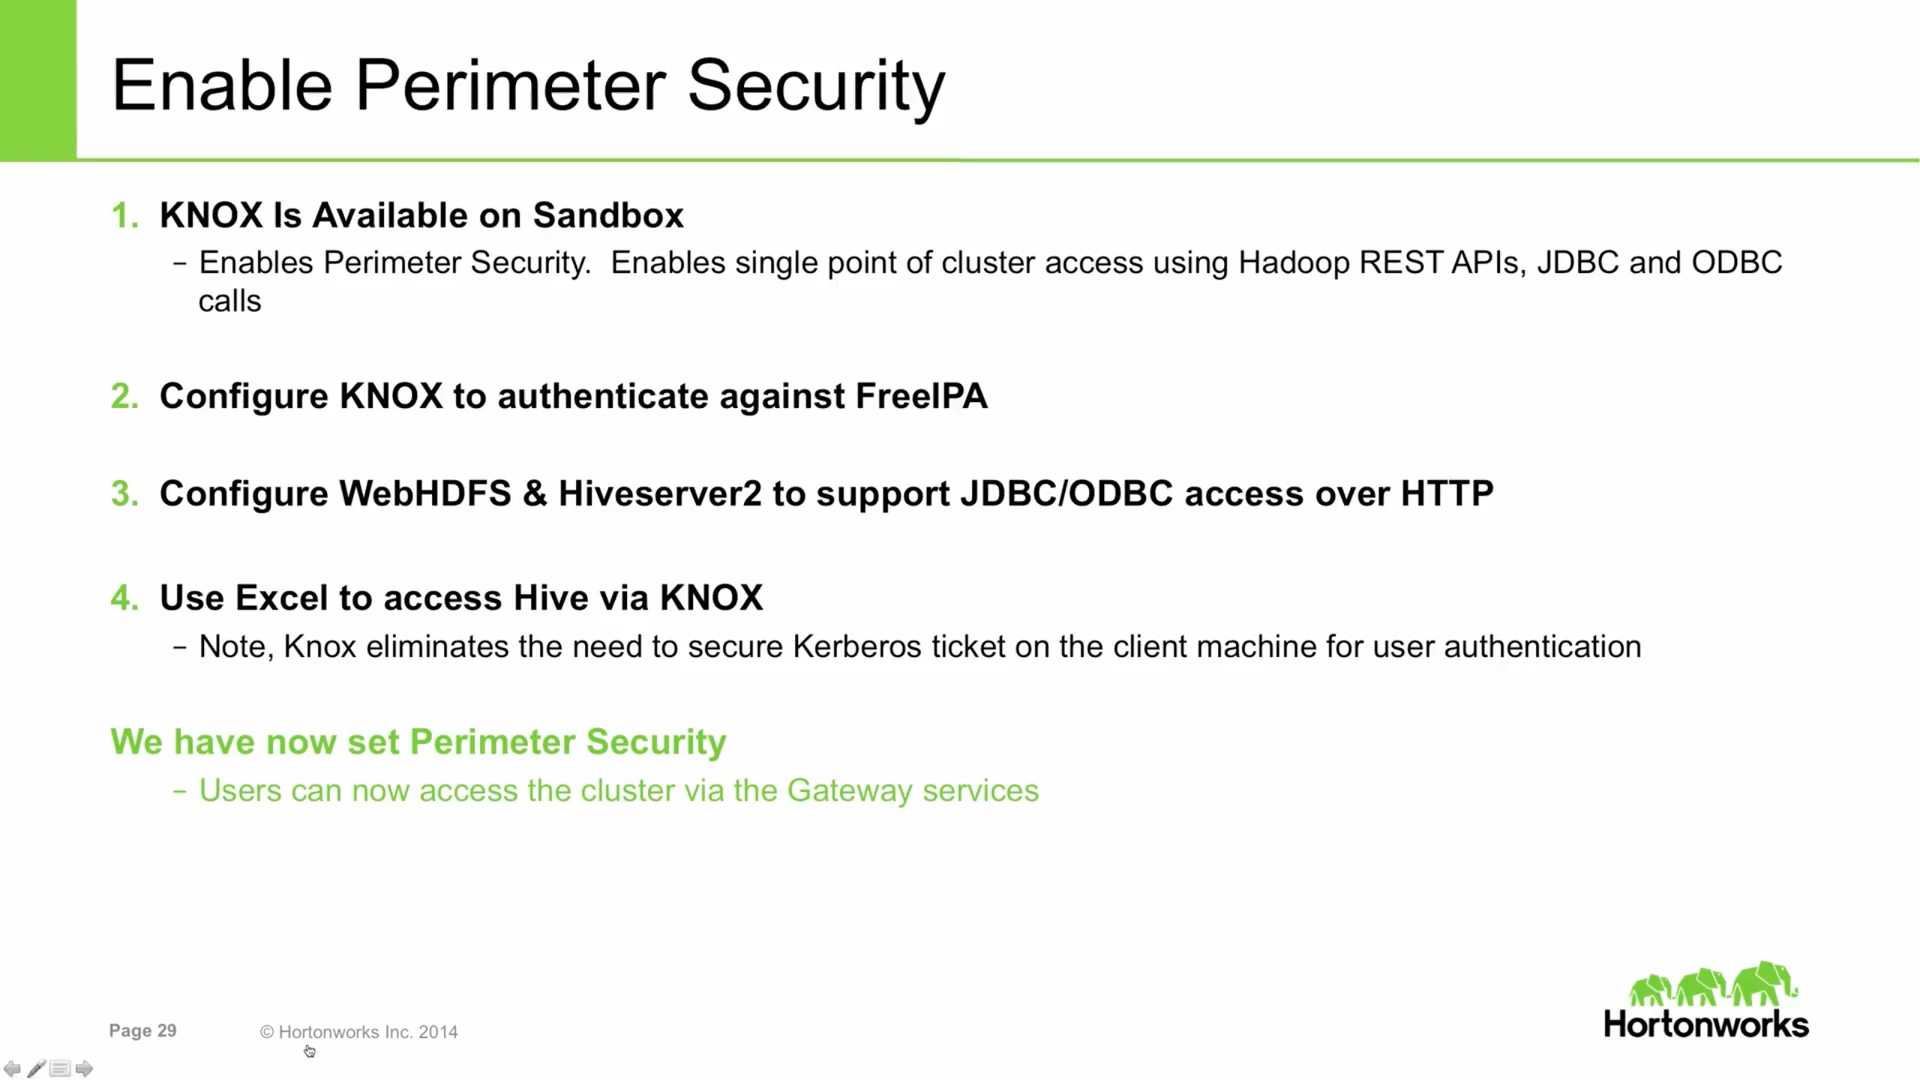 Enable Perimeter Security
1. KNOX Is Available on Sandbox
– Enables Perimeter Security.  Enables single point of cluster access using Hadoop REST APIs, JDBC and ODBC
calls
2. Configure KNOX to authenticate against FreeIPA
3. Configure WebHDFS & Hiveserver2 to support JDBC/ODBC access over HTTP
4. Use Excel to access Hive via KNOX
– Note, Knox eliminates the need to secure Kerberos ticket on the client machine for user authentication
We have now set Perimeter Security
– Users can now access the cluster via the Gateway services
Page 29
© Hortonworks Inc. 2014
Hortonworks